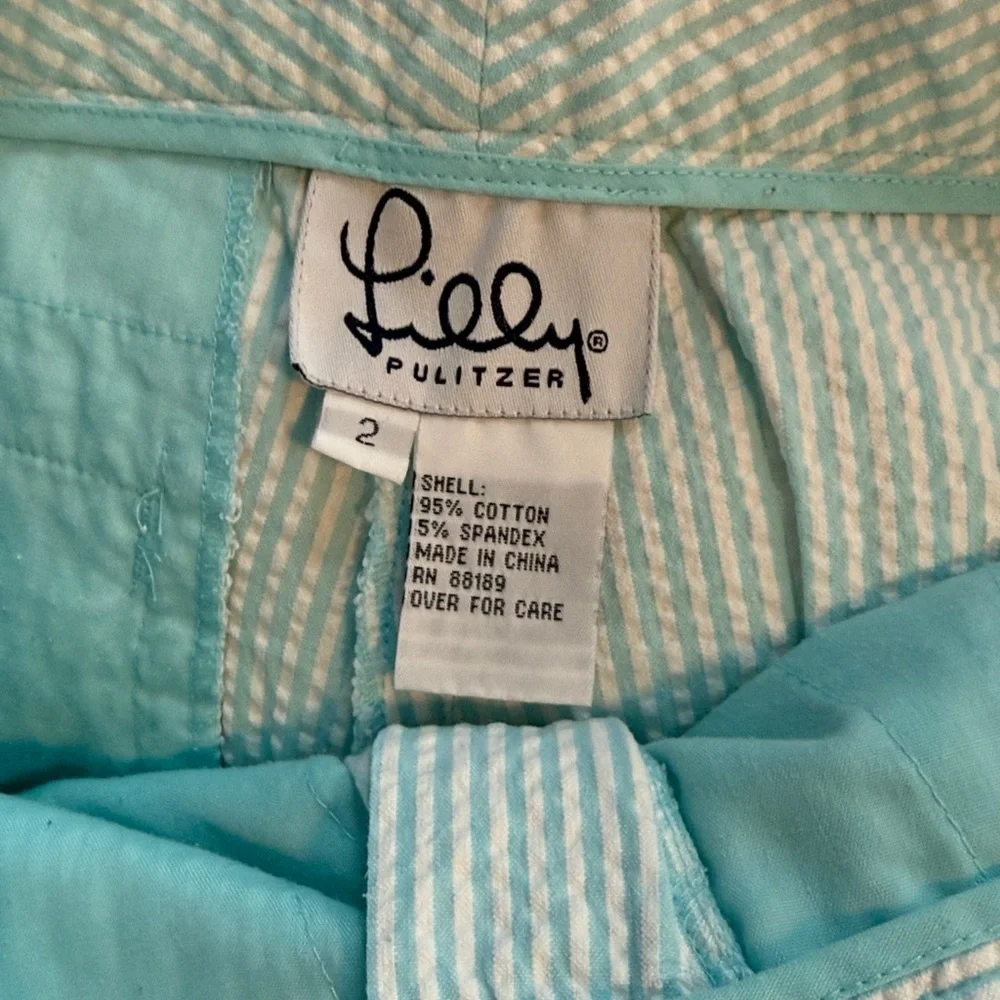 Lilly®
PULITZER
2
SHELL:
95% COTTON
5% SPANDEX
MADE IN CHINA
RN 88189
OVER FOR CARE